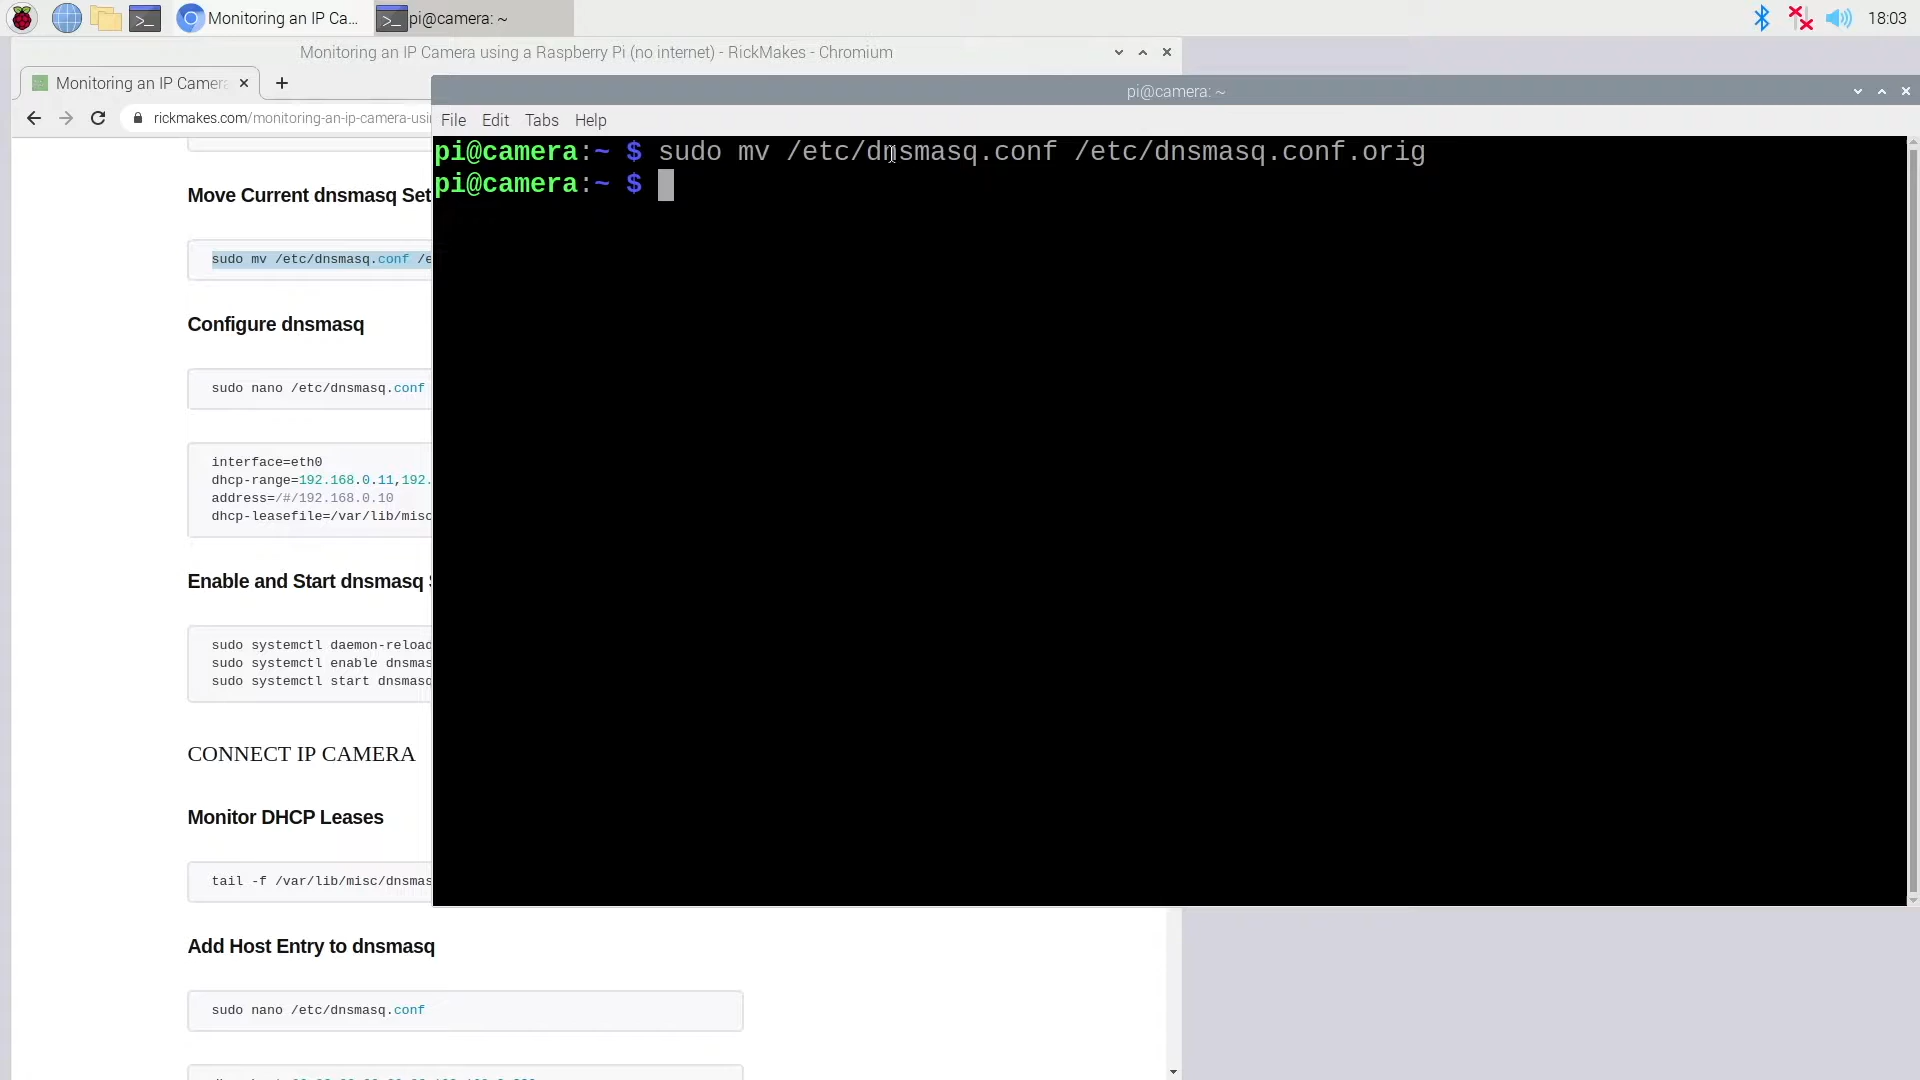 Monitoring an IP Ca... pi@camera: ~ 18:03
Monitoring an IP Camera using a Raspberry Pi (no internet) - RickMakes - Chromium
Monitoring an IP Camera
pi@camera: ~
rickmakes.com/monitoring-an-ip-camera-usi
File Edit Tabs Help
pi@camera:~ $ sudo mv /etc/dnsmasq.conf /etc/dnsmasq.conf.orig
pi@camera:~ $
Move Current dnsmasq Set
sudo mv /etc/dnsmasq.conf /e
Configure dnsmasq
sudo nano /etc/dnsmasq.conf
interface=eth0
dhcp-range=192.168.0.11,192.
address=/#/192.168.0.10
dhcp-leasefile=/var/lib/misc
Enable and Start dnsmasq
sudo systemctl daemon-reload
sudo systemctl enable dnsmas
sudo systemctl start dnsmasq
CONNECT IP CAMERA
Monitor DHCP Leases
tail -f /var/lib/misc/dnsmas
Add Host Entry to dnsmasq
sudo nano /etc/dnsmasq.conf